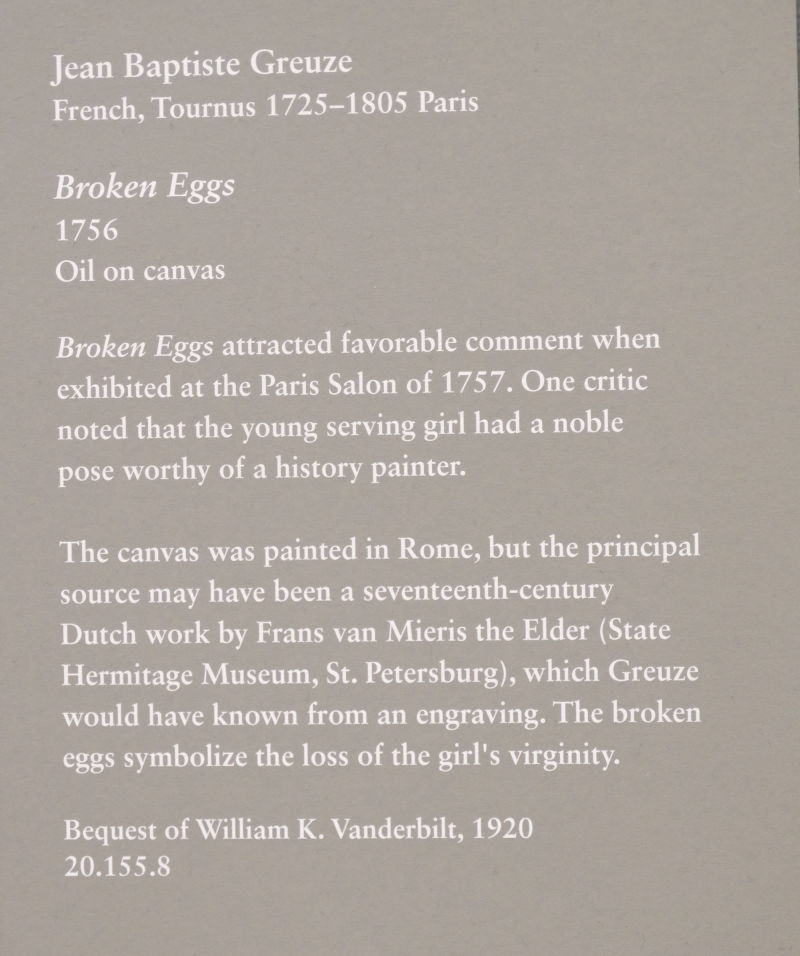 Jean Baptiste Greuze
French, Tournus 1725–1805 Paris
Broken Eggs
1756
Oil on canvas
Broken Eggs attracted favorable comment when
exhibited at the Paris Salon of 1757. One critic
noted that the young serving girl had a noble
pose worthy of a history painter.
The canvas was painted in Rome, but the principal
source may have been a seventeenth-century
Dutch work by Frans van Mieris the Elder (State
Hermitage Museum, St. Petersburg), which Greuze
would have known from an engraving. The broken
eggs symbolize the loss of the girl's virginity.
Bequest of William K. Vanderbilt, 1920
20.155.8